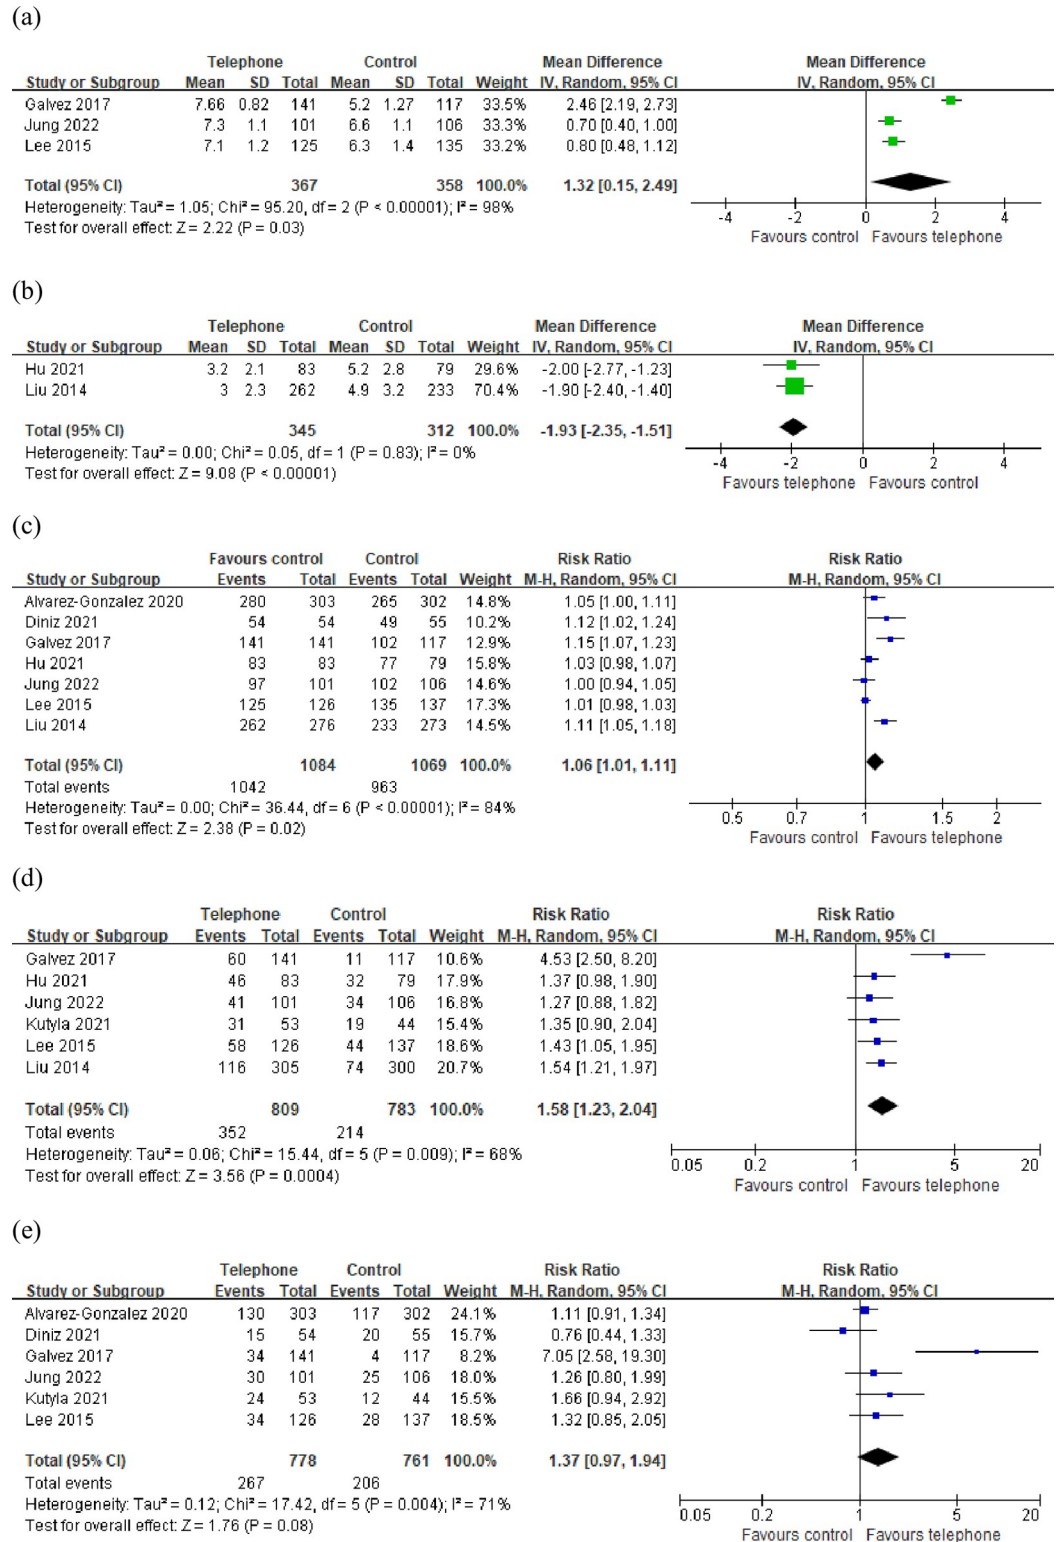 (a)
Telephone Control Mean Difference Mean Difference
Study or Subgroup Mean SD Total Mean SD Total Weight IV, Random, 95% CI IV, Random, 95% CI
Galvez 2017 7.66 0.82 141 5.2 1.27 117 33.5% 2.46 [2.19, 2.73]
Jung 2022 7.3 1.1 101 6.6 1.1 106 33.3% 0.70 [0.40, 1.00]
Lee 2015 7.1 1.2 125 6.3 1.4 135 33.2% 0.80 [0.48, 1.12]
Total (95% CI) 367 358 100.0% 1.32 [0.15, 2.49]
Heterogeneity: Tau² = 1.05; Chi² = 95.20, df = 2 (P < 0.00001); I² = 98%
Test for overall effect: Z = 2.22 (P = 0.03)
-4 -2 0 2 4
Favours control Favours telephone
(b)
Telephone Control Mean Difference Mean Difference
Study or Subgroup Mean SD Total Mean SD Total Weight IV, Random, 95% CI IV, Random, 95% CI
Hu 2021 3.2 2.1 83 5.2 2.8 79 29.6% -2.00 [-2.77, -1.23]
Liu 2014 3 2.3 262 4.9 3.2 233 70.4% -1.90 [-2.40, -1.40]
Total (95% CI) 345 312 100.0% -1.93 [-2.35, -1.51]
Heterogeneity: Tau² = 0.00; Chi² = 0.05, df = 1 (P = 0.83); I² = 0%
Test for overall effect: Z = 9.08 (P < 0.00001)
-4 -2 0 2 4
Favours telephone Favours control
(c)
Favours control Control Risk Ratio Risk Ratio
Study or Subgroup Events Total Events Total Weight M-H, Random, 95% CI M-H, Random, 95% CI
Alvarez-Gonzalez 2020 280 303 265 302 14.8% 1.05 [1.00, 1.11]
Diniz 2021 54 54 49 55 10.2% 1.12 [1.02, 1.24]
Galvez 2017 141 141 102 117 12.9% 1.15 [1.07, 1.23]
Hu 2021 83 83 77 79 15.8% 1.03 [0.98, 1.07]
Jung 2022 97 101 102 106 14.6% 1.00 [0.94, 1.05]
Lee 2015 125 126 135 137 17.3% 1.01 [0.98, 1.03]
Liu 2014 262 276 233 273 14.5% 1.11 [1.05, 1.18]
Total (95% CI) 1084 1069 100.0% 1.06 [1.01, 1.11]
Total events 1042 963
Heterogeneity: Tau² = 0.00; Chi² = 36.44, df = 6 (P < 0.00001); I² = 84%
Test for overall effect: Z = 2.38 (P = 0.02)
0.5 0.7 1 1.5 2
Favours control Favours telephone
(d)
Telephone Control Risk Ratio Risk Ratio
Study or Subgroup Events Total Events Total Weight M-H, Random, 95% CI M-H, Random, 95% CI
Galvez 2017 60 141 11 117 10.6% 4.53 [2.50, 8.20]
Hu 2021 46 83 32 79 17.9% 1.37 [0.98, 1.90]
Jung 2022 41 101 34 106 16.8% 1.27 [0.88, 1.82]
Kutyla 2021 31 53 19 44 15.4% 1.35 [0.90, 2.04]
Lee 2015 58 126 44 137 18.6% 1.43 [1.05, 1.95]
Liu 2014 116 305 74 300 20.7% 1.54 [1.21, 1.97]
Total (95% CI) 809 783 100.0% 1.58 [1.23, 2.04]
Total events 352 214
Heterogeneity: Tau² = 0.06; Chi² = 15.44, df = 5 (P = 0.009); I² = 68%
Test for overall effect: Z = 3.56 (P = 0.0004)
0.05 0.2 1 5 20
Favours control Favours telephone
(e)
Telephone Control Risk Ratio Risk Ratio
Study or Subgroup Events Total Events Total Weight M-H, Random, 95% CI M-H, Random, 95% CI
Alvarez-Gonzalez 2020 130 303 117 302 24.1% 1.11 [0.91, 1.34]
Diniz 2021 15 54 20 55 15.7% 0.76 [0.44, 1.33]
Galvez 2017 34 141 4 117 8.2% 7.05 [2.58, 19.30]
Jung 2022 30 101 25 106 18.0% 1.26 [0.80, 1.99]
Kutyla 2021 24 53 12 44 15.5% 1.66 [0.94, 2.92]
Lee 2015 34 126 28 137 18.5% 1.32 [0.85, 2.05]
Total (95% CI) 778 761 100.0% 1.37 [0.97, 1.94]
Total events 267 206
Heterogeneity: Tau² = 0.12; Chi² = 17.42, df = 5 (P = 0.004); I² = 71%
Test for overall effect: Z = 1.76 (P = 0.08)
0.05 0.2 1 5 20
Favours control Favours telephone